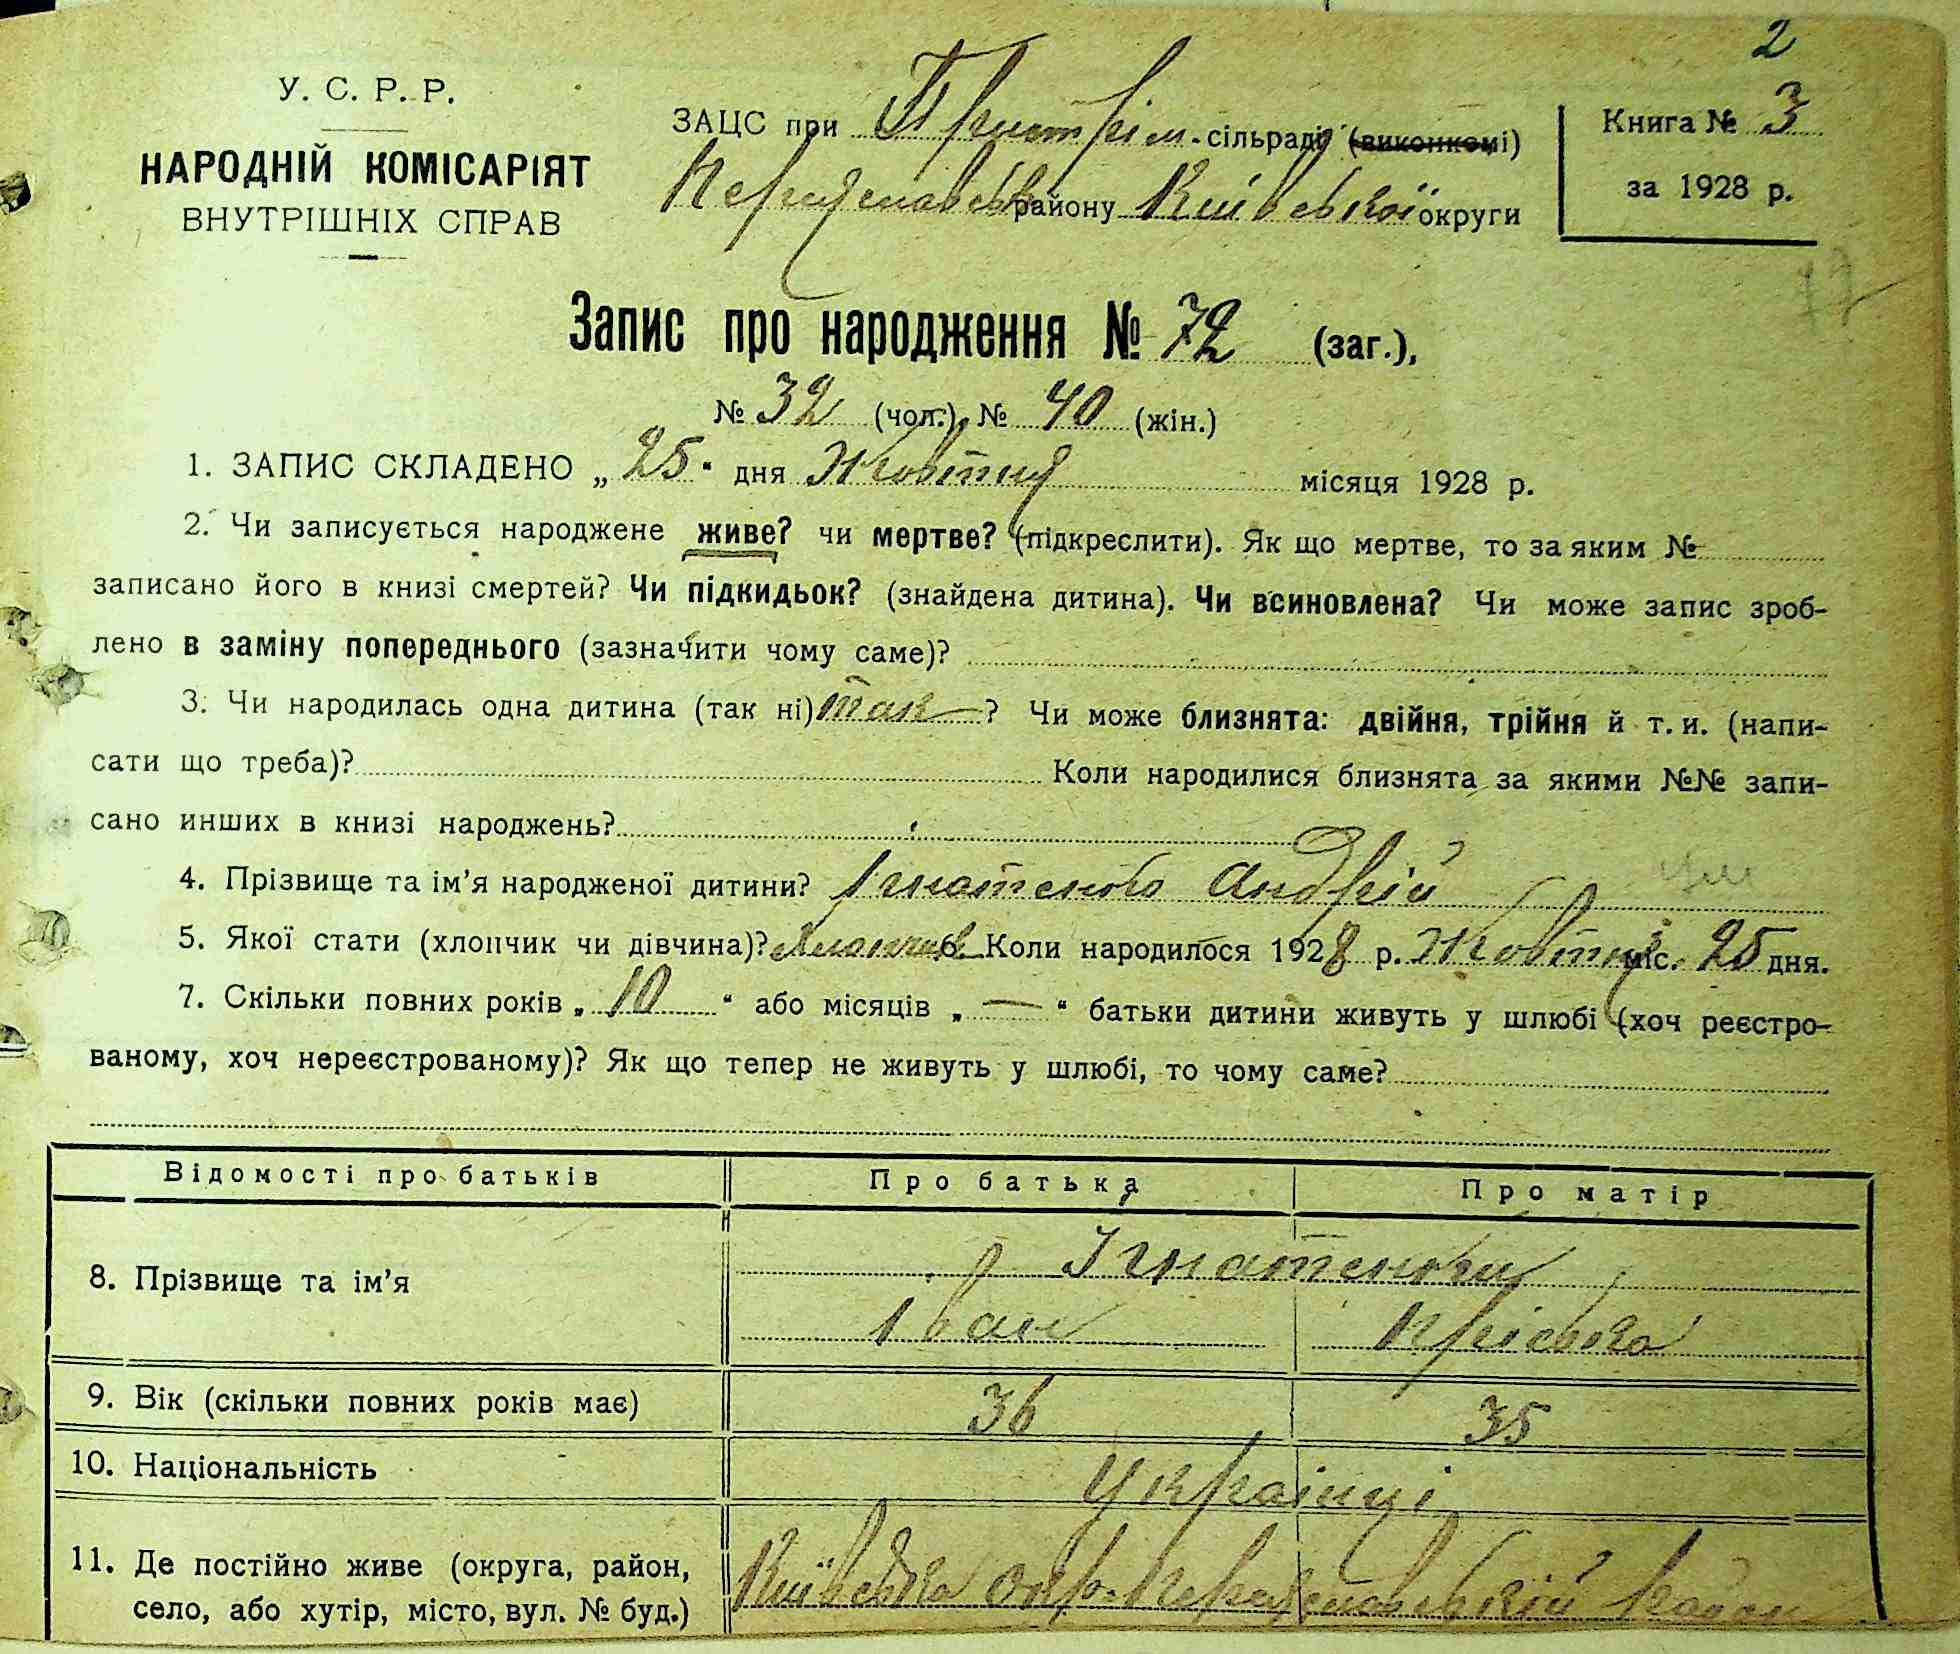 2
У. С. Р. Р.
НАРОДНІЙ КОМІСАРІЯТ
ВНУТРІШНІХ СПРАВ
ЗАЦС при Пристрім. сільраді (виконкомі)
Переяславськ району Київської округи
Книга № 3
за 1928 р.
Запис про народження № 72 (заг.),
№ 32 (чол.) № 40 (жін.)
1. ЗАПИС СКЛАДЕНО „ 25 “ дня Жовтня місяця 1928 р.
2. Чи записується народжене живе? чи мертве? (підкреслити). Як що мертве, то за яким №
записано його в книзі смертей? Чи підкидьок? (знайдена дитина). Чи всиновлена? Чи може запис зроб-
лено в заміну попереднього (зазначити чому саме)?
3. Чи народилась одна дитина (так ні) так ? Чи може близнята: двійня, трійня й т. и. (напи-
сати що треба)? Коли народилися близнята за якими №№ запи-
сано инших в книзі народжень?
4. Прізвище та ім’я народженої дитини? Ігнатенко Андрій
5. Якої стати (хлопчик чи дівчина)? Хлопчик 6. Коли народилося 1928 р. Жовтня міс. 25 дня.
7. Скільки повних років „ 10 “ або місяців „ — “ батьки дитини живуть у шлюбі (хоч реєстро-
ваному, хоч нереєстрованому)? Як що тепер не живуть у шлюбі, то чому саме?
Відомості про батьків Про батька Про матір
8. Прізвище та ім’я Ігнатенки
Іван Пріська
9. Вік (скільки повних років має) 36 35
10. Національність Українці
11. Де постійно живе (округа, район,
село, або хутір, місто, вул. № буд.) Київська окр. Переяславський район